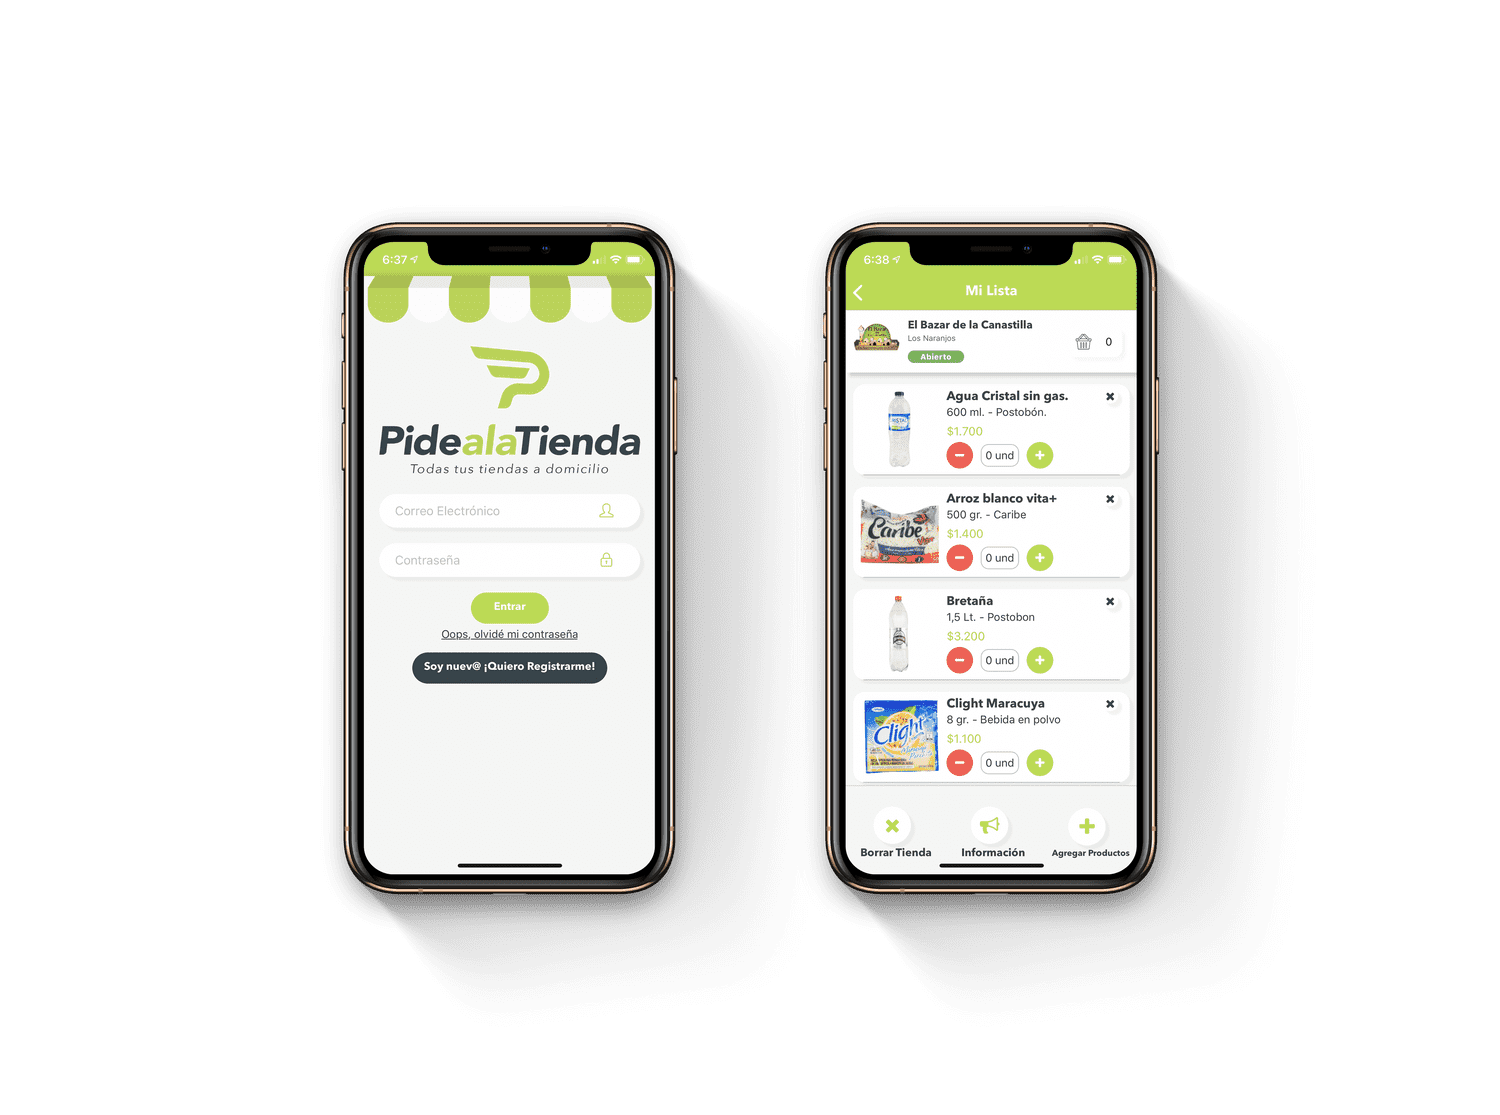 6:37
PidealaTienda
Todas tus tiendas a domicilio
Correo Electrónico
Contraseña
Entrar
Oops, olvidé mi contraseña
Soy nuev@ ¡Quiero Registrarme!
6:38
Mi Lista
El Bazar de la Canastilla
Los Naranjos
Abierto
0
Agua Cristal sin gas.
600 ml. - Postobón.
$1.700
0 und
Arroz blanco vita+
500 gr. - Caribe
$1.400
0 und
Caribe
Bretaña
1,5 Lt. - Postobon
$3.200
0 und
Clight Maracuya
8 gr. - Bebida en polvo
$1.100
0 und
Clight
Borrar Tienda
Información
Agregar Productos